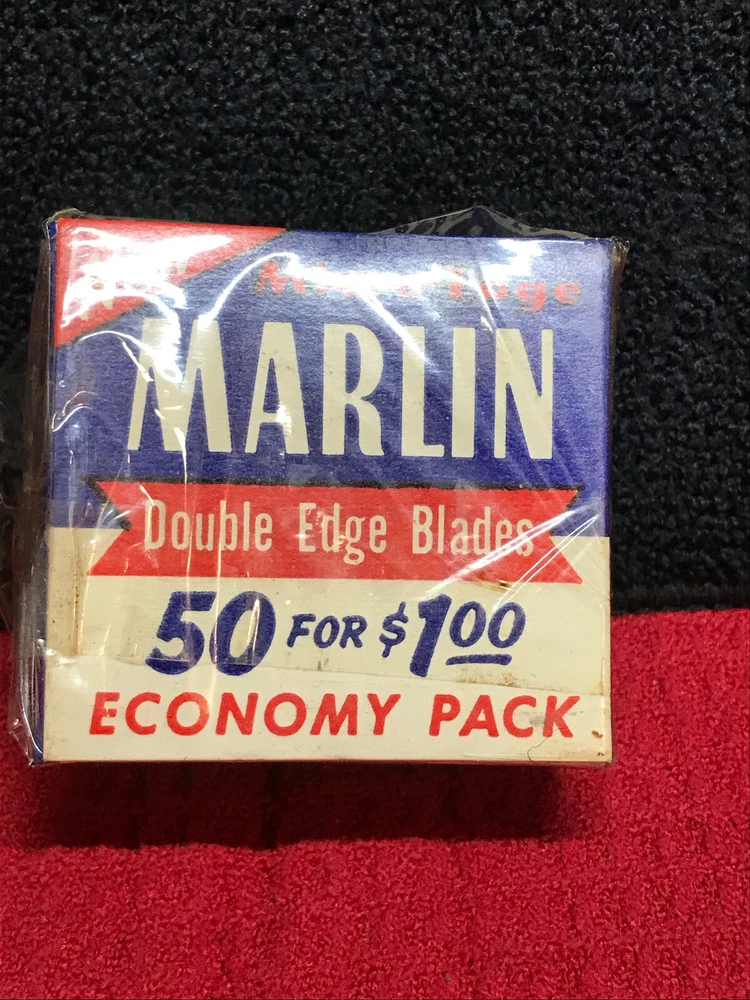 MARLIN
Double Edge Blades
50 FOR $1.00
ECONOMY PACK